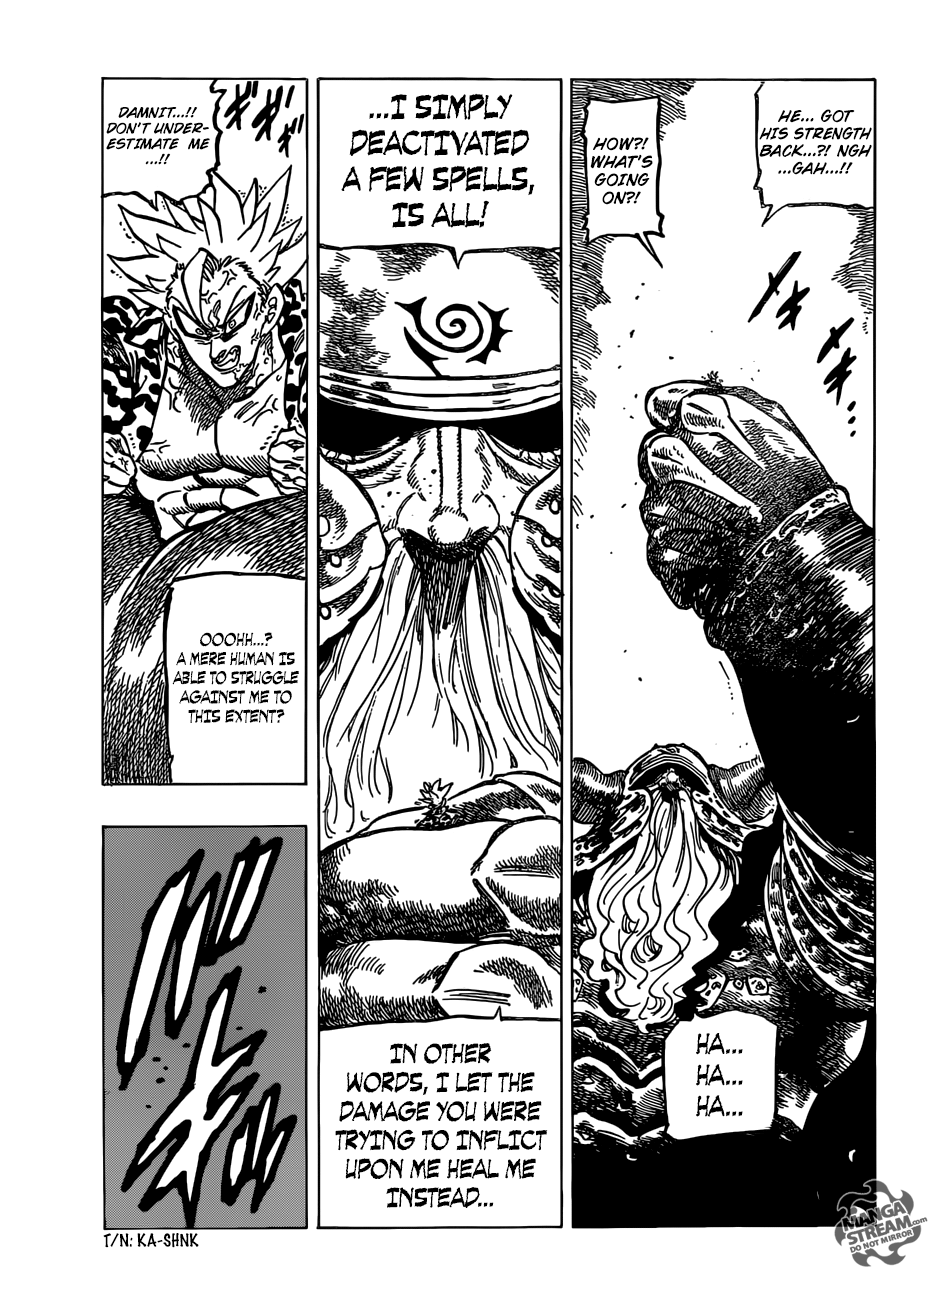 HE... GOT
HIS STRENGTH
BACK...?! NGH
...GAH...!!
HOW?!
WHAT'S
GOING
ON?!
HA...
HA...
HA...
...I SIMPLY
DEACTIVATED
A FEW SPELLS,
IS ALL!
IN OTHER
WORDS, I LET THE
DAMAGE YOU WERE
TRYING TO INFLICT
UPON ME HEAL ME
INSTEAD...
DAMNIT...!!
DON'T UNDER-
ESTIMATE ME
...!!
OOOHH...?
A MERE HUMAN IS
ABLE TO STRUGGLE
AGAINST ME TO
THIS EXTENT?
T/N: KA-SHNK
MANGA
STREAM.com
DO NOT MIRROR